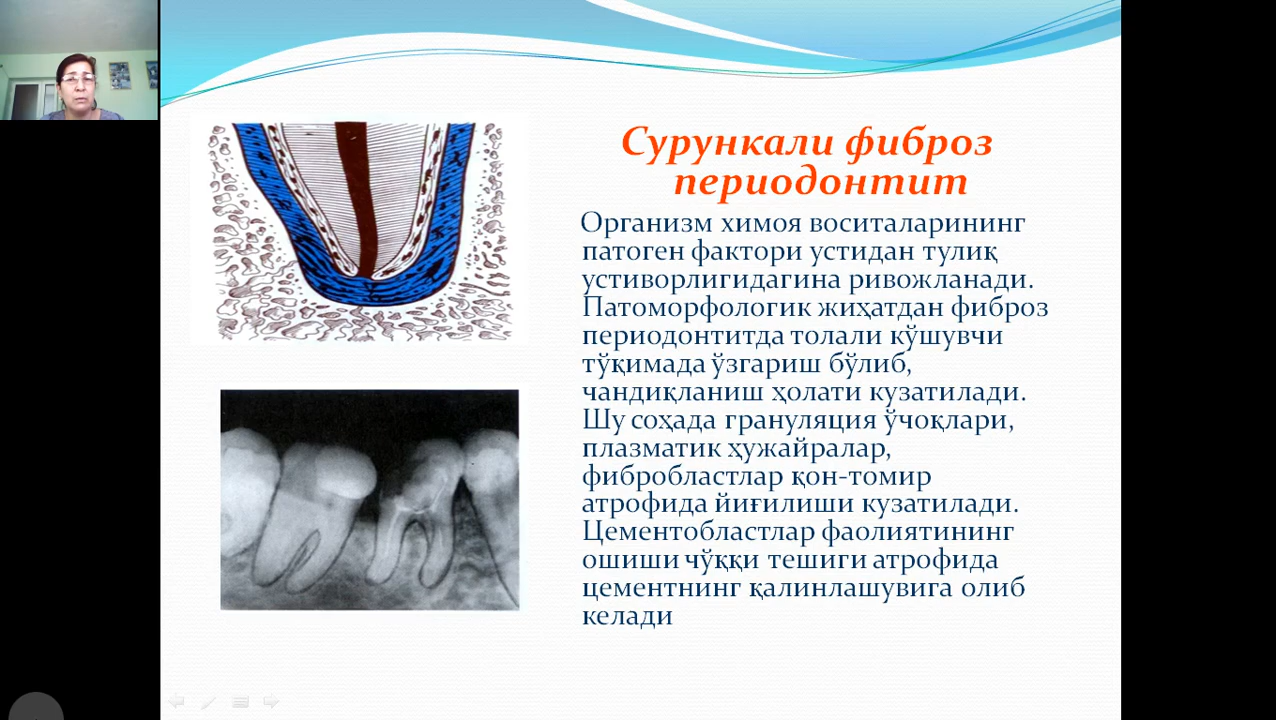 Сурункали фиброз
периодонтит
Организм химоя воситаларининг
патоген фактори устидан тулиқ
устиворлигидагина ривожланади.
Патоморфологик жиҳатдан фиброз
периодонтитда толали кўшувчи
тўқимада ўзгариш бўлиб,
чандиқланиш ҳолати кузатилади.
Шу соҳада грануляция ўчоқлари,
плазматик ҳужайралар,
фибробластлар қон-томир
атрофида йиғилиши кузатилади.
Цементобластлар фаолиятининг
ошиши чўққи тешиги атрофида
цементнинг қалинлашувига олиб
келади